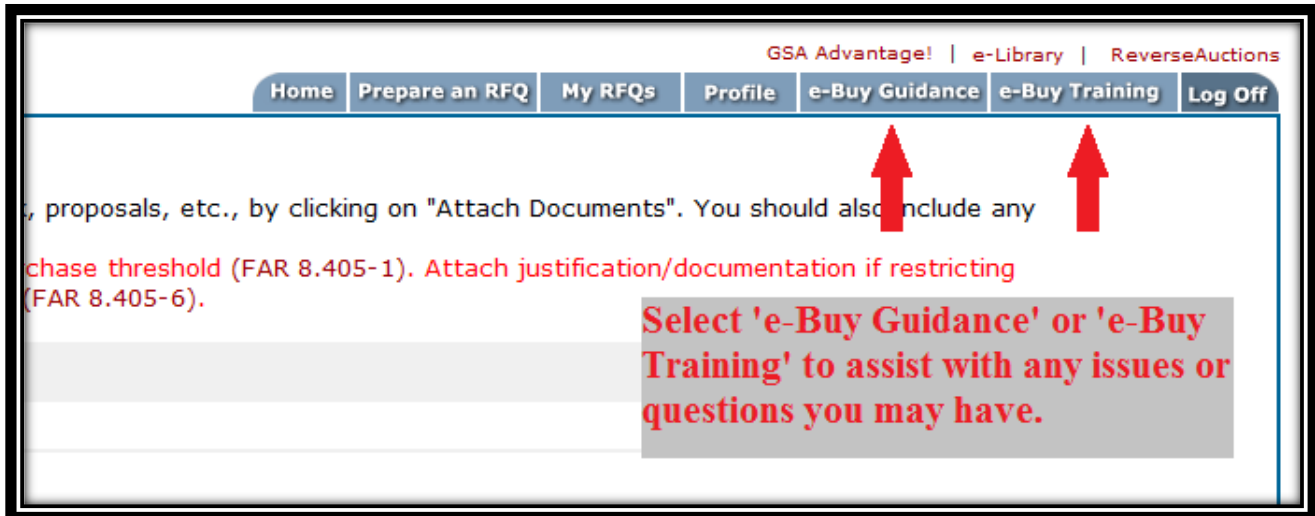 GSA Advantage! | e-Library | ReverseAuctions
Home Prepare an RFQ My RFQs Profile e-Buy Guidance e-Buy Training Log Off
, proposals, etc., by clicking on "Attach Documents". You should also include any
chase threshold (FAR 8.405-1). Attach justification/documentation if restricting
(FAR 8.405-6).
Select 'e-Buy Guidance' or 'e-Buy
Training' to assist with any issues or
questions you may have.